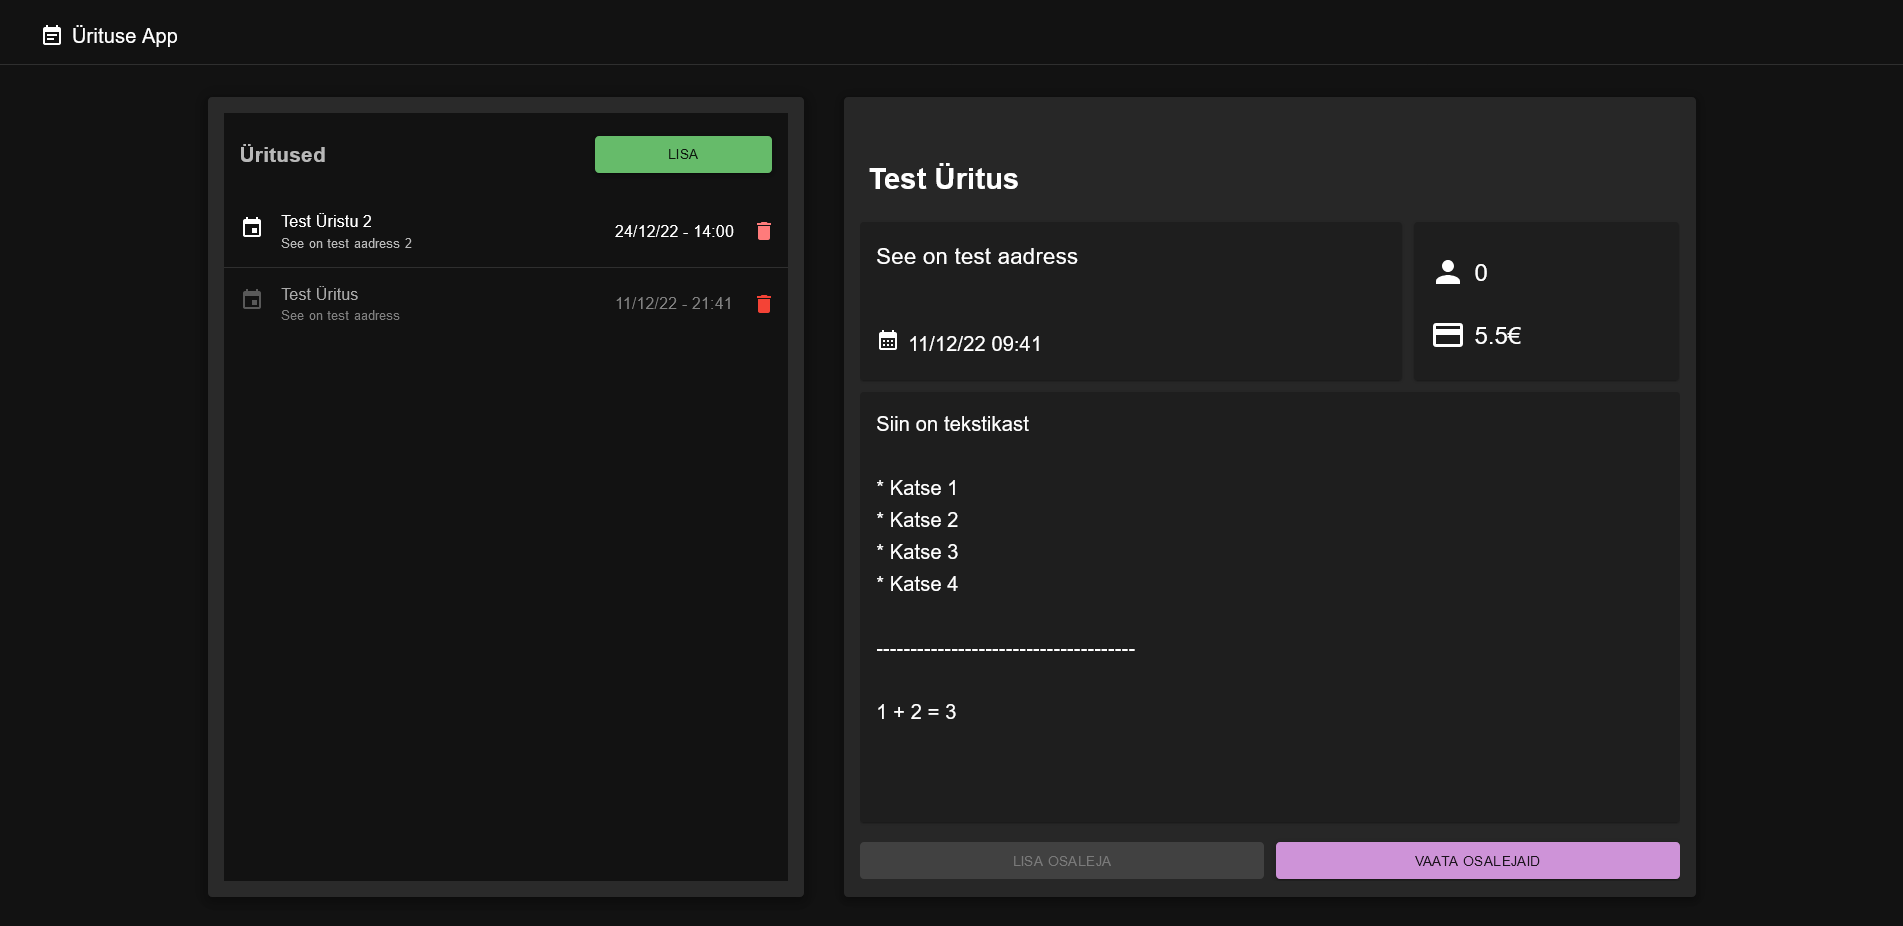 Ürituse App
Üritused
LISA
Test Üristu 2
See on test aadress 2
24/12/22 - 14:00
Test Üritus
See on test aadress
11/12/22 - 21:41
Test Üritus
See on test aadress
11/12/22 09:41
0
5.5€
Siin on tekstikast
* Katse 1
* Katse 2
* Katse 3
* Katse 4
--------------------------------------
1 + 2 = 3
LISA OSALEJA
VAATA OSALEJAID